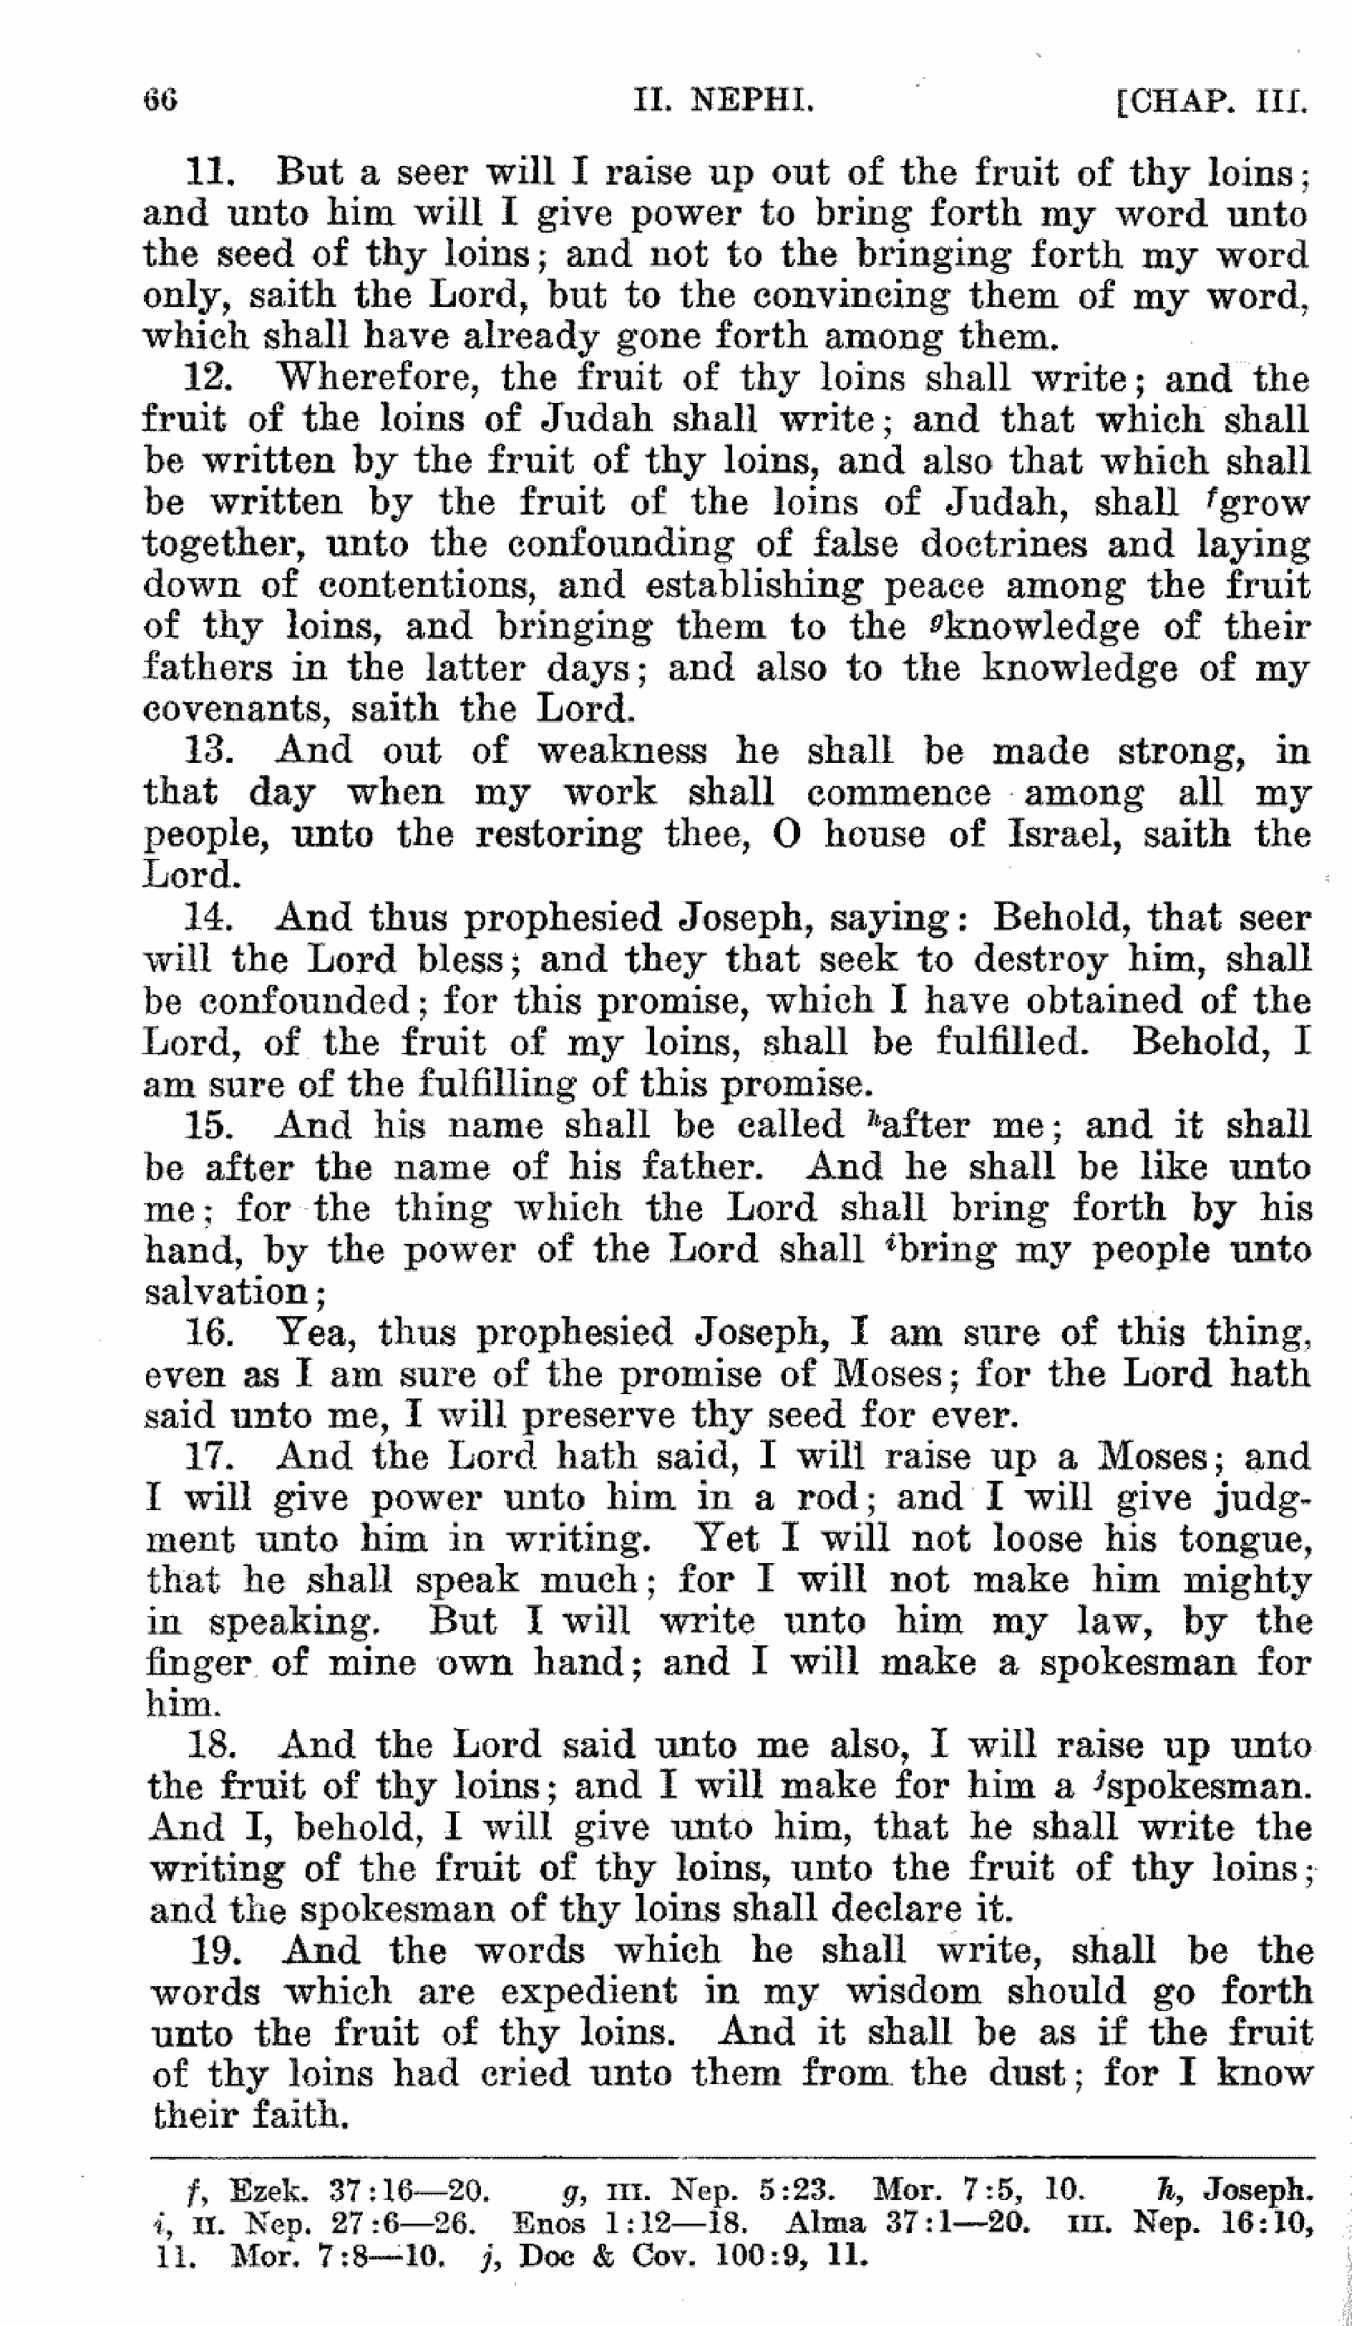 66 II. NEPHI. [CHAP. III.
11. But a seer will I raise up out of the fruit of thy loins;
and unto him will I give power to bring forth my word unto
the seed of thy loins; and not to the bringing forth my word
only, saith the Lord, but to the convincing them of my word,
which shall have already gone forth among them.
12. Wherefore, the fruit of thy loins shall write; and the
fruit of the loins of Judah shall write; and that which shall
be written by the fruit of thy loins, and also that which shall
be written by the fruit of the loins of Judah, shall fgrow
together, unto the confounding of false doctrines and laying
down of contentions, and establishing peace among the fruit
of thy loins, and bringing them to the gknowledge of their
fathers in the latter days; and also to the knowledge of my
covenants, saith the Lord.
13. And out of weakness he shall be made strong, in
that day when my work shall commence among all my
people, unto the restoring thee, O house of Israel, saith the
Lord.
14. And thus prophesied Joseph, saying: Behold, that seer
will the Lord bless; and they that seek to destroy him, shall
be confounded; for this promise, which I have obtained of the
Lord, of the fruit of my loins, shall be fulfilled. Behold, I
am sure of the fulfilling of this promise.
15. And his name shall be called hafter me; and it shall
be after the name of his father. And he shall be like unto
me; for the thing which the Lord shall bring forth by his
hand, by the power of the Lord shall ibring my people unto
salvation;
16. Yea, thus prophesied Joseph, I am sure of this thing,
even as I am sure of the promise of Moses; for the Lord hath
said unto me, I will preserve thy seed for ever.
17. And the Lord hath said, I will raise up a Moses; and
I will give power unto him in a rod; and I will give judg-
ment unto him in writing. Yet I will not loose his tongue,
that he shall speak much; for I will not make him mighty
in speaking. But I will write unto him my law, by the
finger of mine own hand; and I will make a spokesman for
him.
18. And the Lord said unto me also, I will raise up unto
the fruit of thy loins; and I will make for him a jspokesman.
And I, behold, I will give unto him, that he shall write the
writing of the fruit of thy loins, unto the fruit of thy loins;
and the spokesman of thy loins shall declare it.
19. And the words which he shall write, shall be the
words which are expedient in my wisdom should go forth
unto the fruit of thy loins. And it shall be as if the fruit
of thy loins had cried unto them from the dust; for I know
their faith.
f, Ezek. 37:16—20. g, III. Nep. 5:23. Mor. 7:5, 10. h, Joseph.
i, II. Nep. 27:6—26. Enos 1:12—18. Alma 37:1—20. III. Nep. 16:10,
11. Mor. 7:8—10. j, Doc & Cov. 100:9, 11.